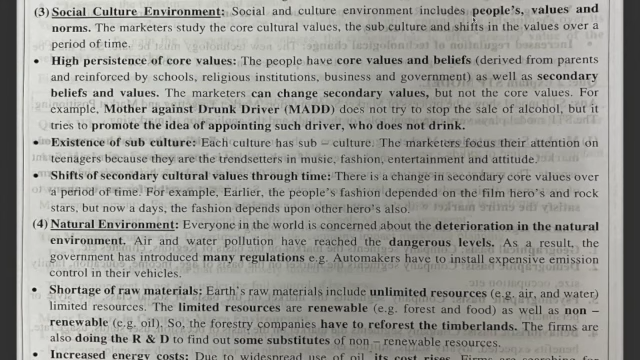 (3) Social Culture Environment: Social and culture environment includes people's, values and
norms. The marketers study the core cultural values, the sub culture and shifts in the values over a
period of time.
• High persistence of core values: The people have core values and beliefs (derived from parents
and reinforced by schools, religious institutions, business and government) as well as secondary
beliefs and values. The marketers can change secondary values, but not the core values. For
example, Mother against Drunk Driver (MADD) does not try to stop the sale of alcohol, but it
tries to promote the idea of appointing such driver, who does not drink.
• Existence of sub culture: Each culture has sub – culture. The marketers focus their attention on
teenagers because they are the trendsetters in music, fashion, entertainment and attitude.
• Shifts of secondary cultural values through time: There is a change in secondary core values over
a period of time. For example, Earlier, the people's fashion depended on the film hero's and rock
stars, but now a days, the fashion depends upon other hero's also.
(4) Natural Environment: Everyone in the world is concerned about the deterioration in the natural
environment. Air and water pollution have reached the dangerous levels. As a result, the
government has introduced many regulations e.g. Automakers have to install expensive emission
control in their vehicles.
• Shortage of raw materials: Earth's raw materials include unlimited resources (e.g. air, and water)
limited resources. The limited resources are renewable (e.g. forest and food) as well as non –
renewable (e.g. oil). So, the forestry companies have to reforest the timberlands. The firms are
also doing the R & D to find out some substitutes of non – renewable resources.
• Increased energy costs: Due to widespread use of oil, its cost rises. Firms are